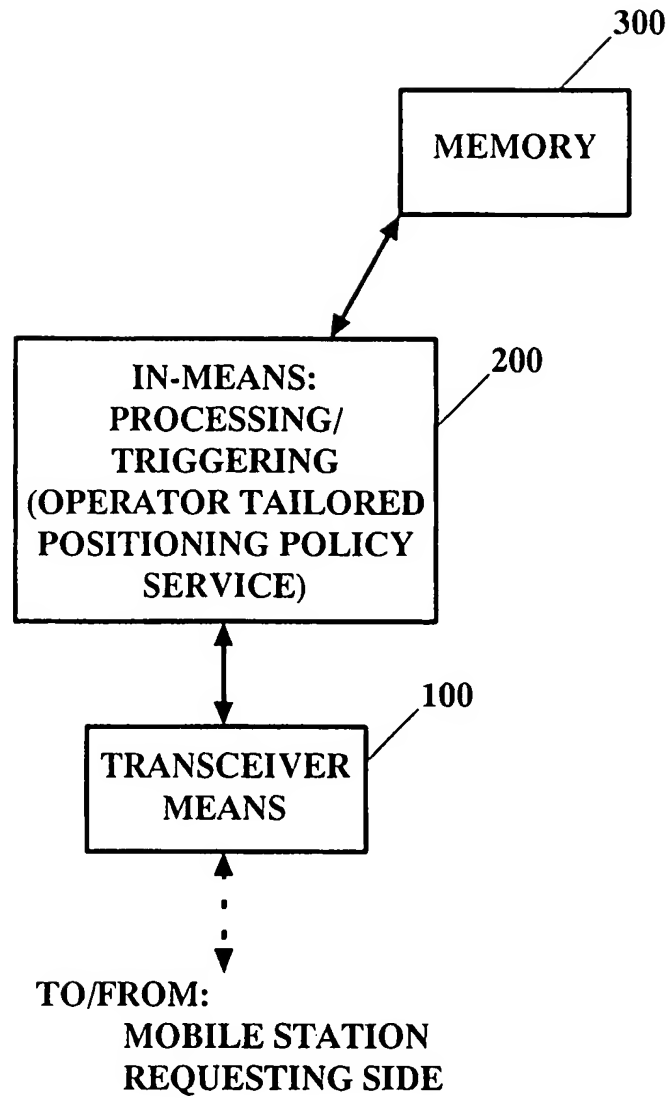 300
MEMORY
200
IN-MEANS:
PROCESSING/
TRIGGERING
(OPERATOR TAILORED
POSITIONING POLICY
SERVICE)
100
TRANSCEIVER
MEANS
TO/FROM:
MOBILE STATION
REQUESTING SIDE